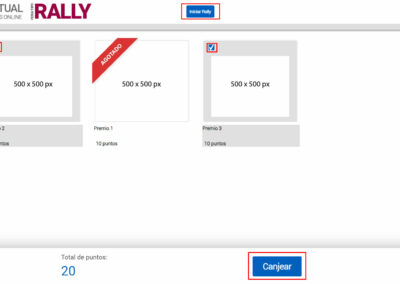 TUAL
S ONLINE
RALLY
Iniciar Rally
500 x 500 px
AGOTADO
500 x 500 px
500 x 500 px
2
Premio 1
Premio 3
ntos
10 puntos
10 puntos
Total de puntos:
20
Canjear